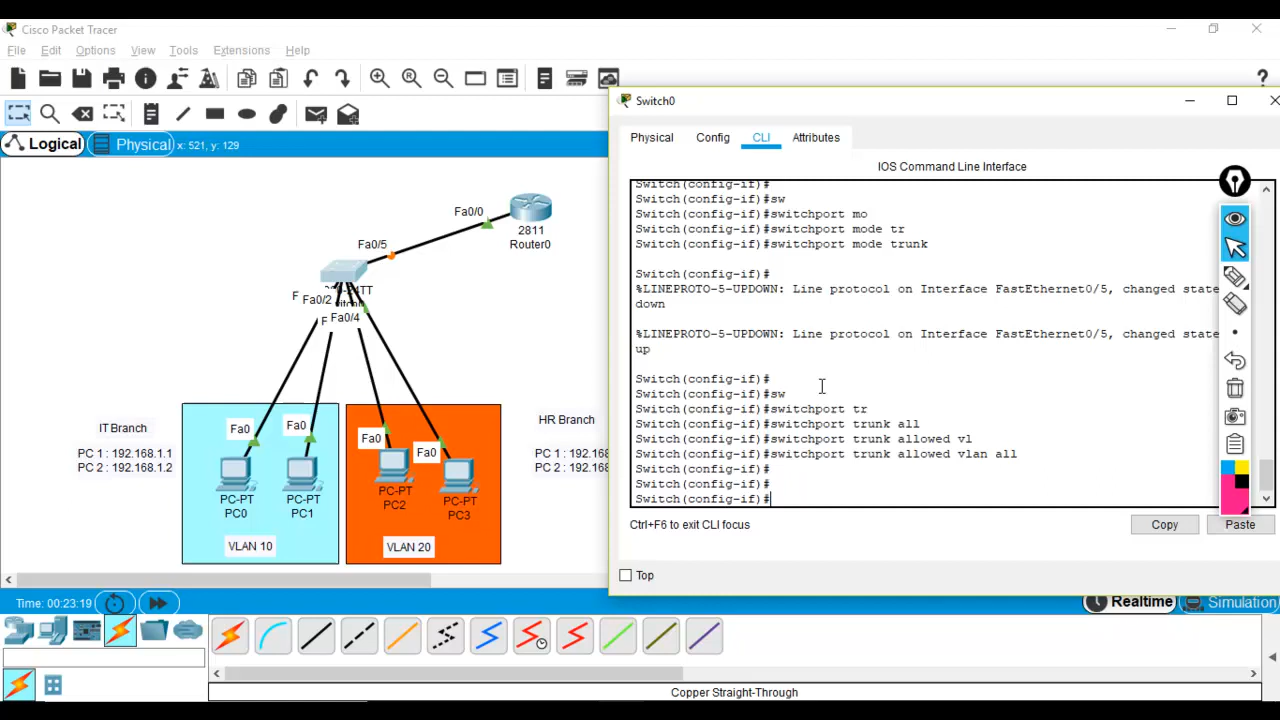 Cisco Packet Tracer
File Edit Options View Tools Extensions Help
Logical
Physical x: 521, y: 129
Fa0/0
2811
Router0
Fa0/5
Fa0/2
Fa0/4
IT Branch
PC 1 : 192.168.1.1
PC 2 : 192.168.1.2
Fa0
Fa0
Fa0
Fa0
HR Branch
PC 1 : 192.168.
PC 2 : 192.168.
PC-PT
PC0
PC-PT
PC1
PC-PT
PC2
PC-PT
PC3
VLAN 10
VLAN 20
Switch0
Physical Config CLI Attributes
IOS Command Line Interface
Switch(config-if)#
Switch(config-if)#sw
Switch(config-if)#switchport mo
Switch(config-if)#switchport mode tr
Switch(config-if)#switchport mode trunk
Switch(config-if)#
%LINEPROTO-5-UPDOWN: Line protocol on Interface FastEthernet0/5, changed state
down
%LINEPROTO-5-UPDOWN: Line protocol on Interface FastEthernet0/5, changed state
up
Switch(config-if)#
Switch(config-if)#sw
Switch(config-if)#switchport tr
Switch(config-if)#switchport trunk all
Switch(config-if)#switchport trunk allowed vl
Switch(config-if)#switchport trunk allowed vlan all
Switch(config-if)#
Switch(config-if)#
Switch(config-if)#
Ctrl+F6 to exit CLI focus
Copy
Paste
Top
Time: 00:23:19
Realtime
Simulation
Copper Straight-Through